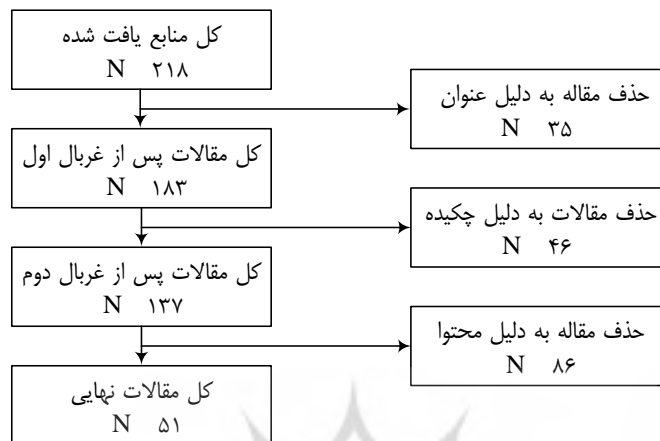 کل منابع یافت شده
N ۲۱۸
حذف مقاله به دلیل عنوان
N ۳۵
کل مقالات پس از غربال اول
N ۱۸۳
حذف مقالات به دلیل چکیده
N ۴۶
کل مقالات پس از غربال دوم
N ۱۳۷
حذف مقاله به دلیل محتوا
N ۸۶
کل مقالات نهایی
N ۵۱